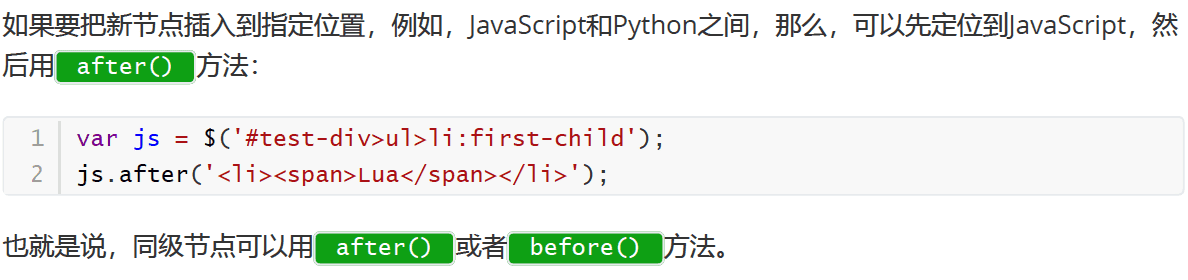 如果要把新节点插入到指定位置，例如，JavaScript和Python之间，那么，可以先定位到JavaScript，然
后用 after() 方法：
1 var js = $('#test-div>ul>li:first-child');
2 js.after('<li><span>Lua</span></li>');
也就是说，同级节点可以用 after() 或者 before() 方法。